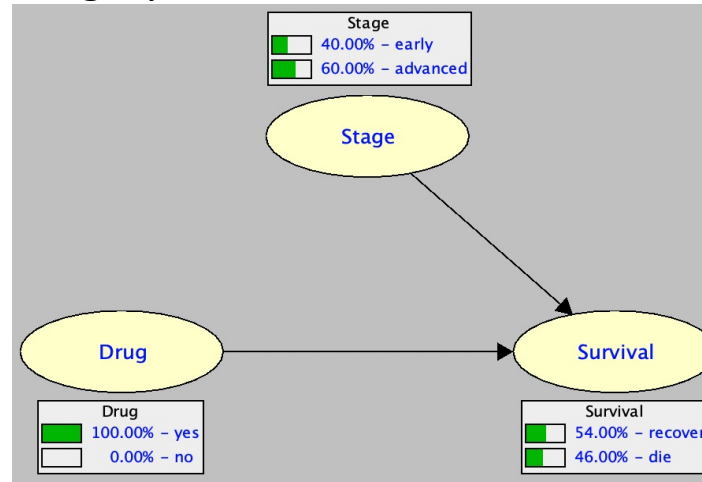 Stage
40.00% - early
60.00% - advanced
Stage
Drug
Survival
Drug
100.00% - yes
0.00% - no
Survival
54.00% - recover
46.00% - die